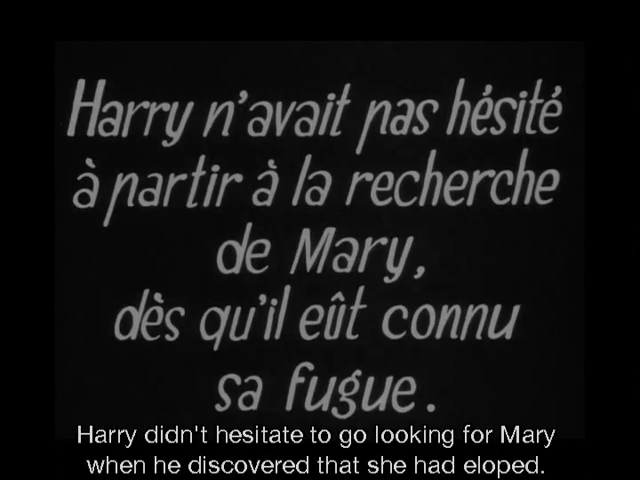 Harry n'avait pas hésité
à partir à la recherche
de Mary,
dès qu'il eût connu
sa fugue.
Harry didn't hesitate to go looking for Mary
when he discovered that she had eloped.